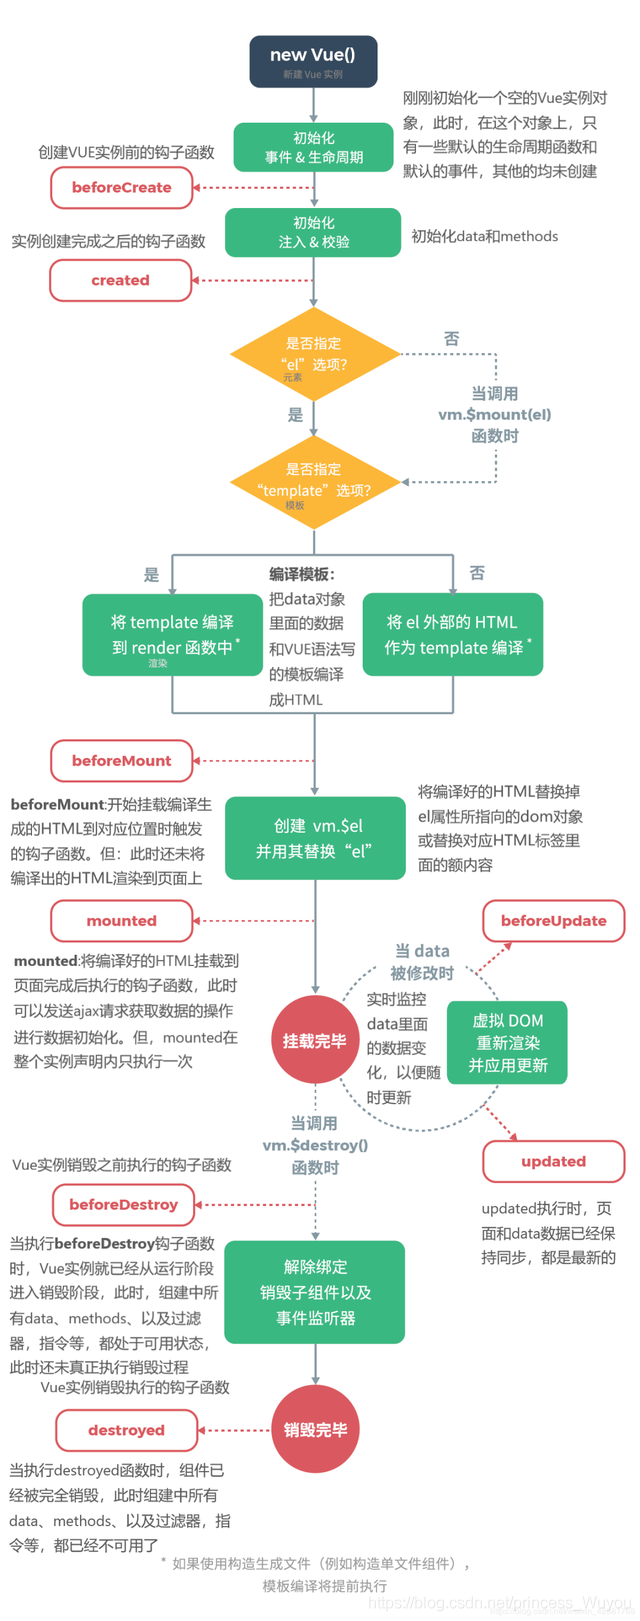 new Vue()
新建 Vue 实例
刚刚初始化一个空的Vue实例对
象，此时，在这个对象上，只
有一些默认的生命周期函数和
默认的事件，其他的均未创建
初始化
事件 & 生命周期
创建VUE实例前的钩子函数
beforeCreate
初始化
注入 & 校验
初始化data和methods
实例创建完成之后的钩子函数
created
是否指定
“el”选项？
元素
否
当调用
vm.$mount(el)
函数时
是
是否指定
“template”选项？
模板
是
否
编译模板：
把data对象
里面的数据
和VUE语法写
的模板编译
成HTML
将 template 编译
到 render 函数中*
渲染
将 el 外部的 HTML
作为 template 编译*
beforeMount
beforeMount:开始挂载编译生
成的HTML到对应位置时触发
的钩子函数。但：此时还未将
编译出的HTML渲染到页面上
创建 vm.$el
并用其替换“el”
将编译好的HTML替换掉
el属性所指向的dom对象
或替换对应HTML标签里
面的额内容
mounted
mounted:将编译好的HTML挂载到
页面完成后执行的钩子函数，此时
可以发送ajax请求获取数据的操作
进行数据初始化。但，mounted在
整个实例声明内只执行一次
beforeUpdate
当 data
被修改时
实时监控
data里面
的数据变
化，以便随
时更新
挂载完毕
虚拟 DOM
重新渲染
并应用更新
updated
updated执行时，页
面和data数据已经保
持同步，都是最新的
当调用
vm.$destroy()
函数时
Vue实例销毁之前执行的钩子函数
beforeDestroy
当执行beforeDestroy钩子函数
时，Vue实例就已经从运行阶段
进入销毁阶段，此时，组建中所
有data、methods、以及过滤
器，指令等，都处于可用状态，
此时还未真正执行销毁过程
解除绑定
销毁子组件以及
事件监听器
Vue实例销毁执行的钩子函数
destroyed
销毁完毕
当执行destroyed函数时，组件已
经被完全销毁，此时组建中所有
data、methods、以及过滤器，指
令等，都已经不可用了
* 如果使用构造生成文件（例如构造单文件组件），
模板编译将提前执行
https://blog.csdn.net/princess_Wuyou